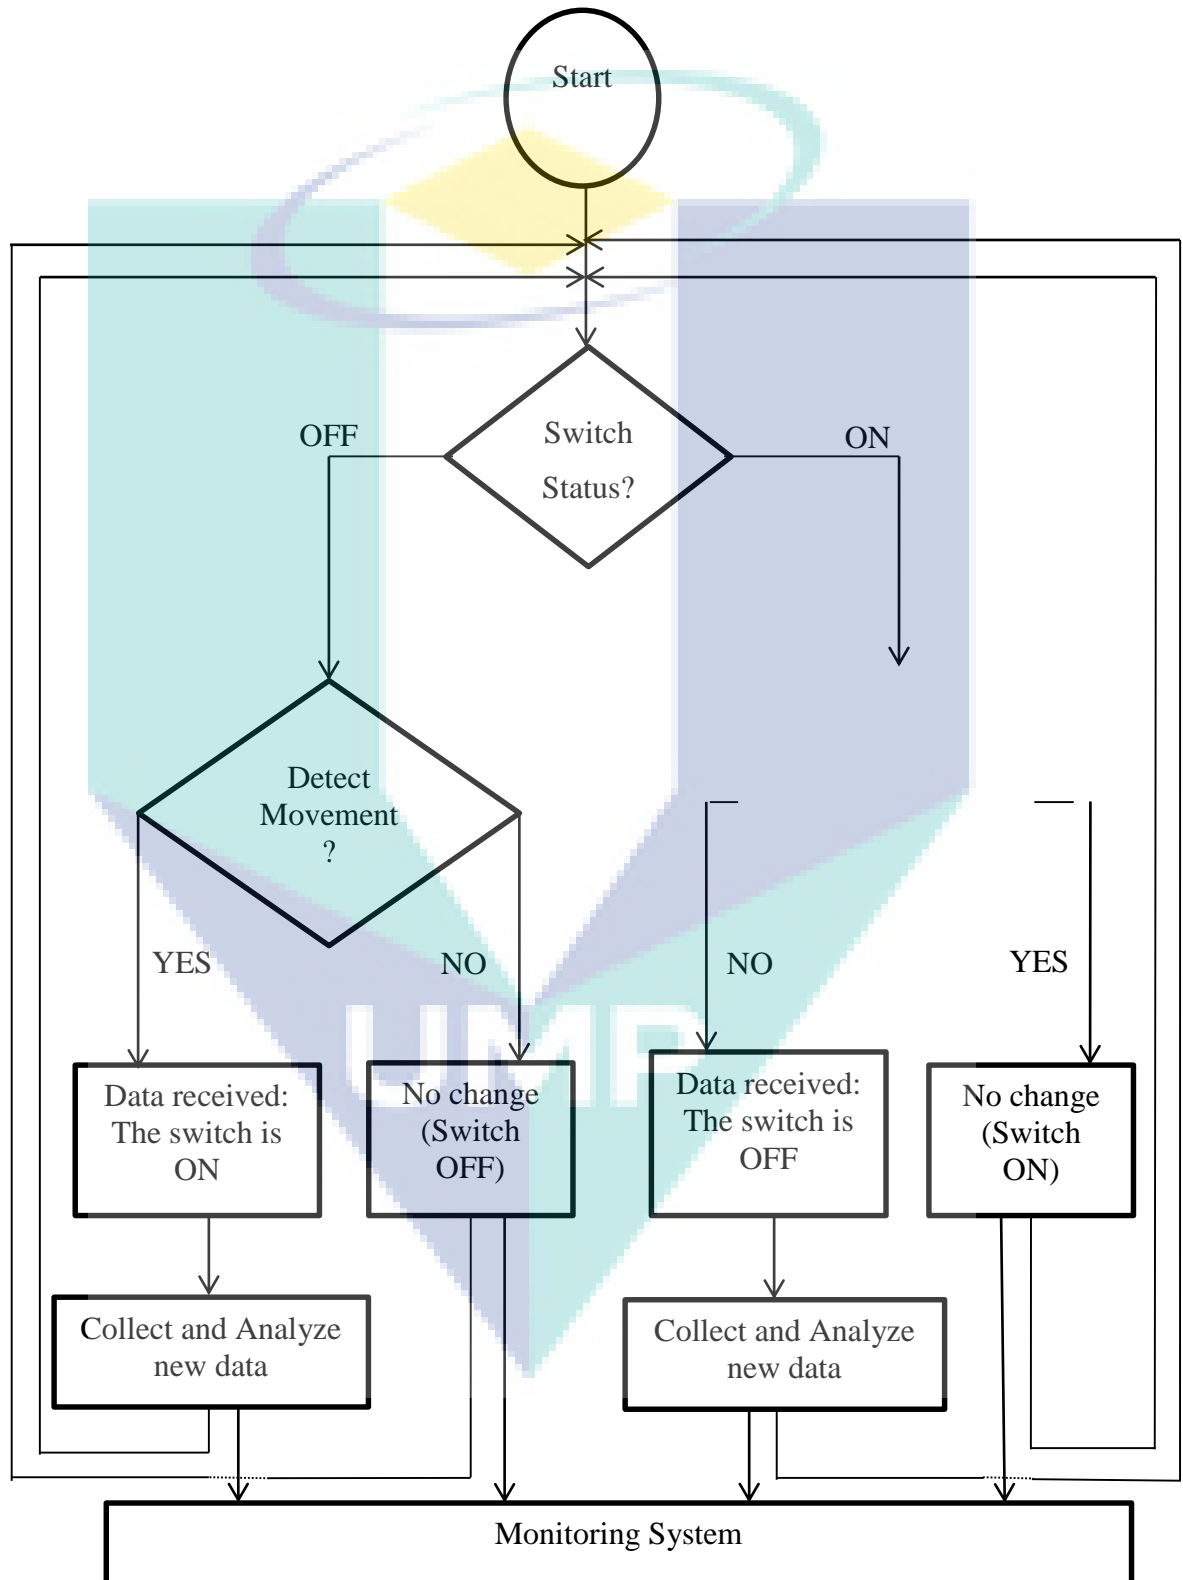 Start
OFF
Switch
Status?
ON
Detect
Movement
?
YES
NO
NO
YES
UMP
Data received:
The switch is
ON
No change
(Switch
OFF)
Data received:
The switch is
OFF
No change
(Switch
ON)
Collect and Analyze
new data
Collect and Analyze
new data
Monitoring System